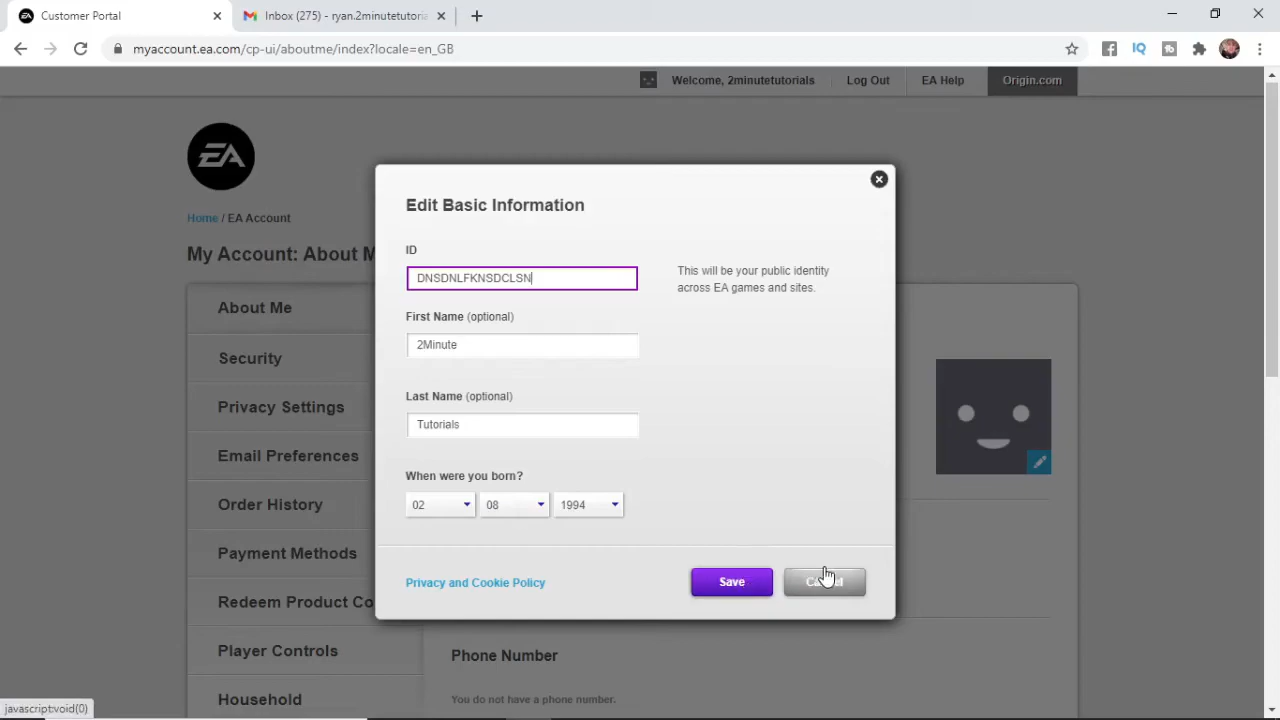 Customer Portal
Inbox (275) - ryan.2minutetutori
myaccount.ea.com/cp-ui/aboutme/index?locale=en_GB
Welcome, 2minutetutorials
Log Out
EA Help
Origin.com
EA
Home / EA Account
My Account: About M
About Me
Security
Privacy Settings
Email Preferences
Order History
Payment Methods
Redeem Product Co
Player Controls
Household
Edit Basic Information
ID
DNSDNLFKNSDCLSN
This will be your public identity
across EA games and sites.
First Name (optional)
2Minute
Last Name (optional)
Tutorials
When were you born?
02 08 1994
Privacy and Cookie Policy
Save
Phone Number
You do not have a phone number.
javascript:void(0)